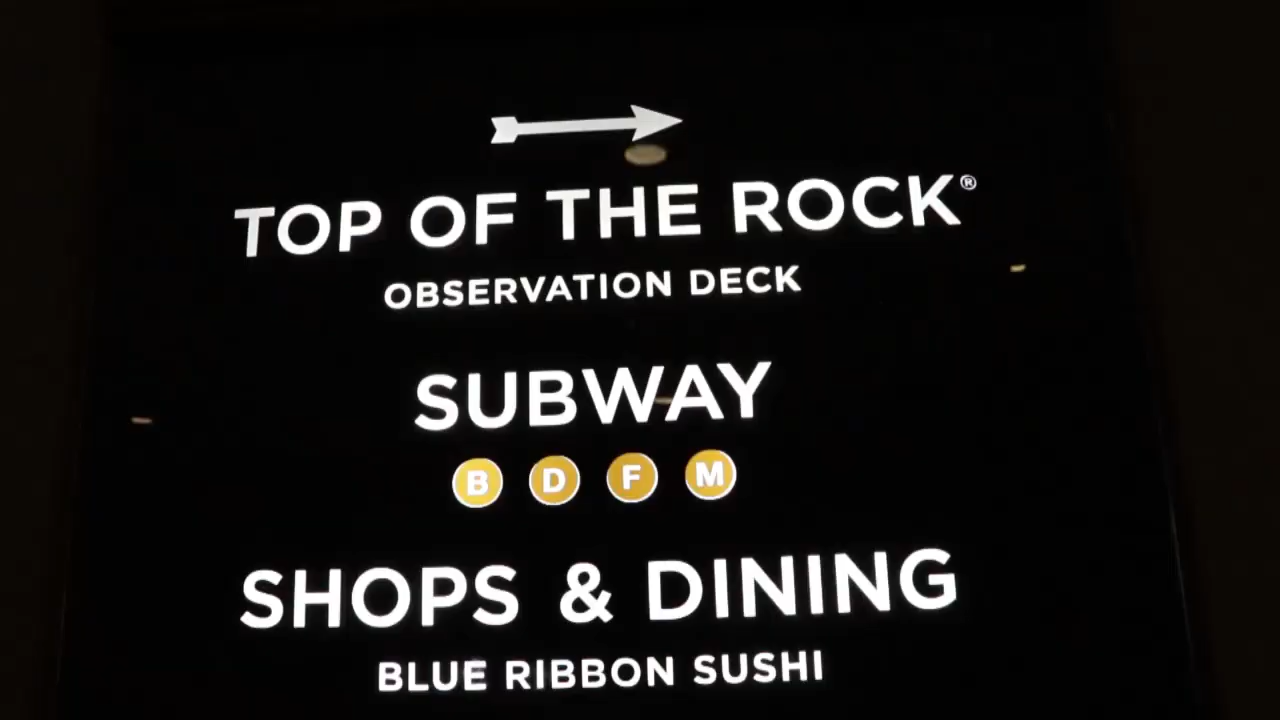 TOP OF THE ROCK®
OBSERVATION DECK
SUBWAY
B D F M
SHOPS & DINING
BLUE RIBBON SUSHI